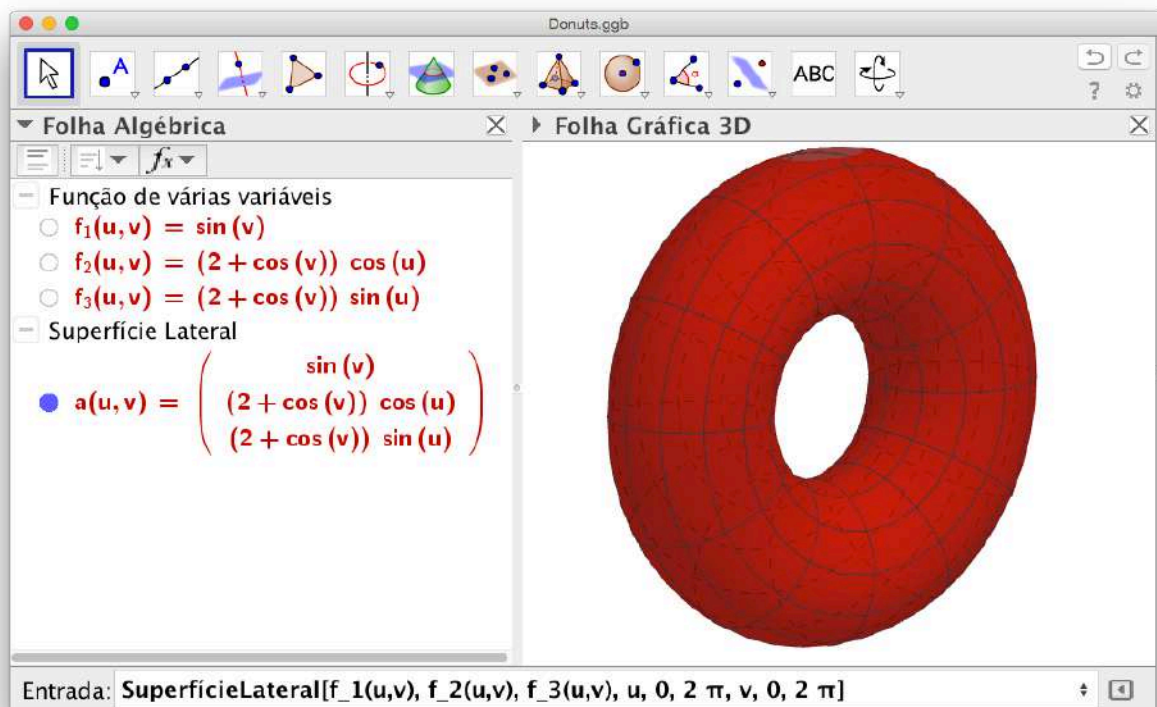 Donuts.ggb
A
α
ABC
?
Folha Algébrica
Folha Gráfica 3D
fx
Função de várias variáveis
f₁(u,v) = sin (v)
f₂(u,v) = (2 + cos (v)) cos (u)
f₃(u,v) = (2 + cos (v)) sin (u)
Superfície Lateral
sin (v)
a(u,v) = (2 + cos (v)) cos (u)
(2 + cos (v)) sin (u)
Entrada: SuperfícieLateral[f_1(u,v), f_2(u,v), f_3(u,v), u, 0, 2 π, v, 0, 2 π]